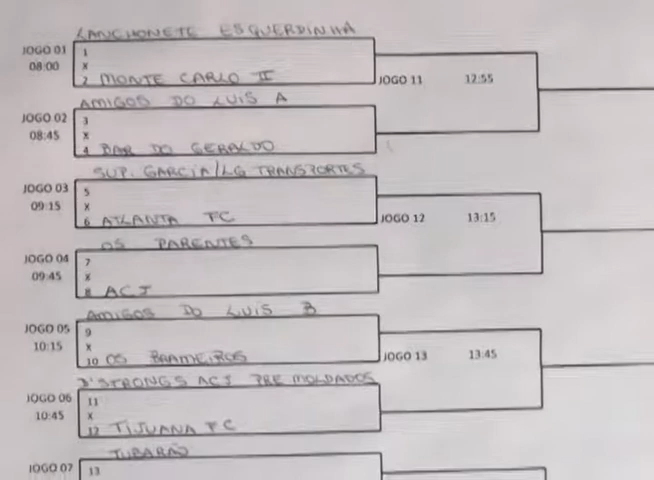 LANCHONETE ESQUERDINHA
JOGO 01
1
08:00
X
2 MONTE CARLO II
JOGO 11 12:55
AMIGOS DO LUIS A
JOGO 02
3
08:45
X
4 BAR DO GERALDO
SUP. GARCIA/LG TRANSPORTES
JOGO 03
5
09:15
X
6 ATLANTA FC
JOGO 12 13:15
OS PARENTES
JOGO 04
7
09:45
X
8 ACJ
AMIGOS DO LUIS B
JOGO 05
9
10:15
X
10 OS BRAMEIROS
JOGO 13 13:45
D'STRONGS ACJ PRE MOLDADOS
JOGO 06
11
10:45
X
12 TIJUANA FC
TUBARÃO
JOGO 07
13